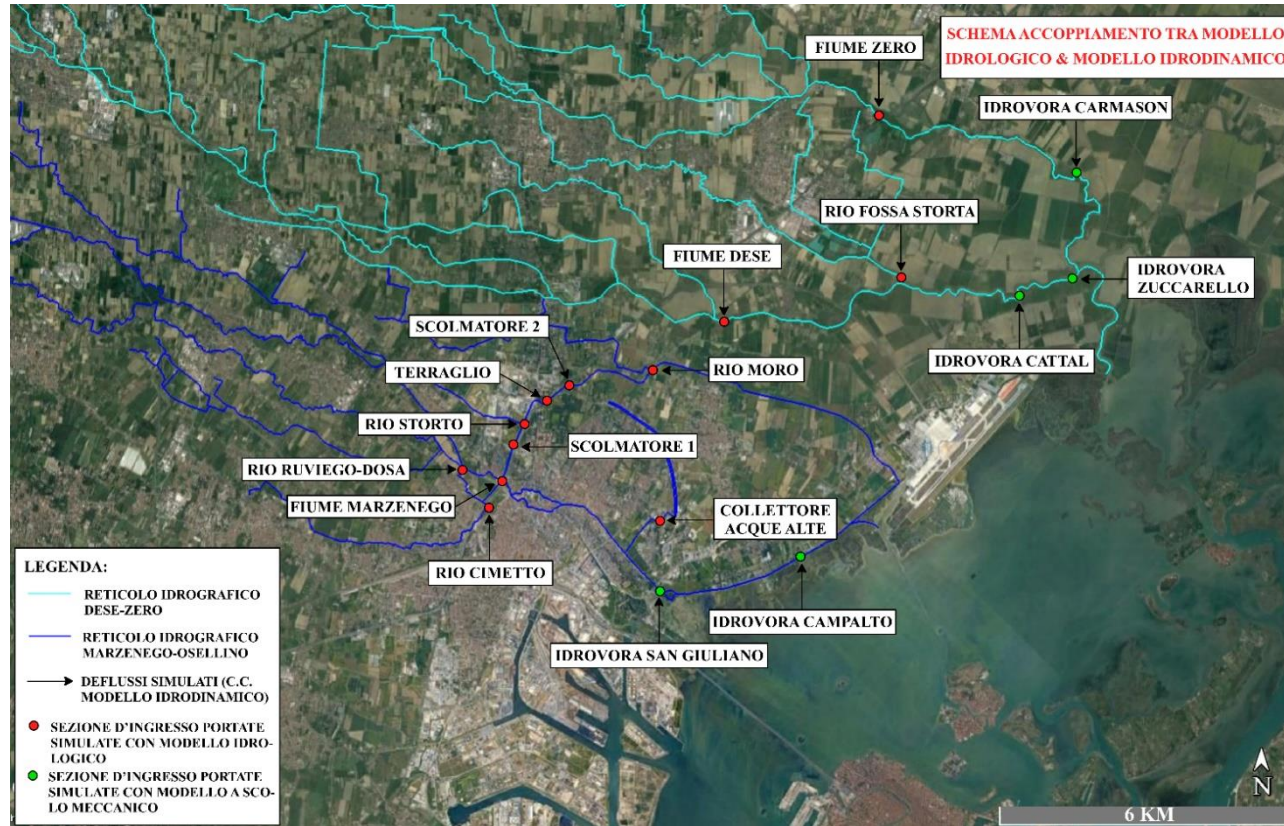 SCHEMA ACCOPPIAMENTO TRA MODELLO
IDROLOGICO & MODELLO IDRODINAMICO
FIUME ZERO
IDROVORA CARMASON
RIO FOSSA STORTA
FIUME DESE
IDROVORA
ZUCCARELLO
IDROVORA CATTAL
SCOLMATORE 2
TERRAGLIO
RIO MORO
RIO STORTO
SCOLMATORE 1
RIO RUVIEGO-DOSA
FIUME MARZENEGO
COLLETTORE
ACQUE ALTE
RIO CIMETTO
IDROVORA CAMPALTO
IDROVORA SAN GIULIANO
LEGENDA:
RETICOLO IDROGRAFICO
DESE-ZERO
RETICOLO IDROGRAFICO
MARZENEGO-OSELLINO
DEFLUSSI SIMULATI (C.C.
MODELLO IDRODINAMICO)
SEZIONE D'INGRESSO PORTATE
SIMULATE CON MODELLO IDRO-
LOGICO
SEZIONE D'INGRESSO PORTATE
SIMULATE CON MODELLO A SCO-
LO MECCANICO
N
6 KM